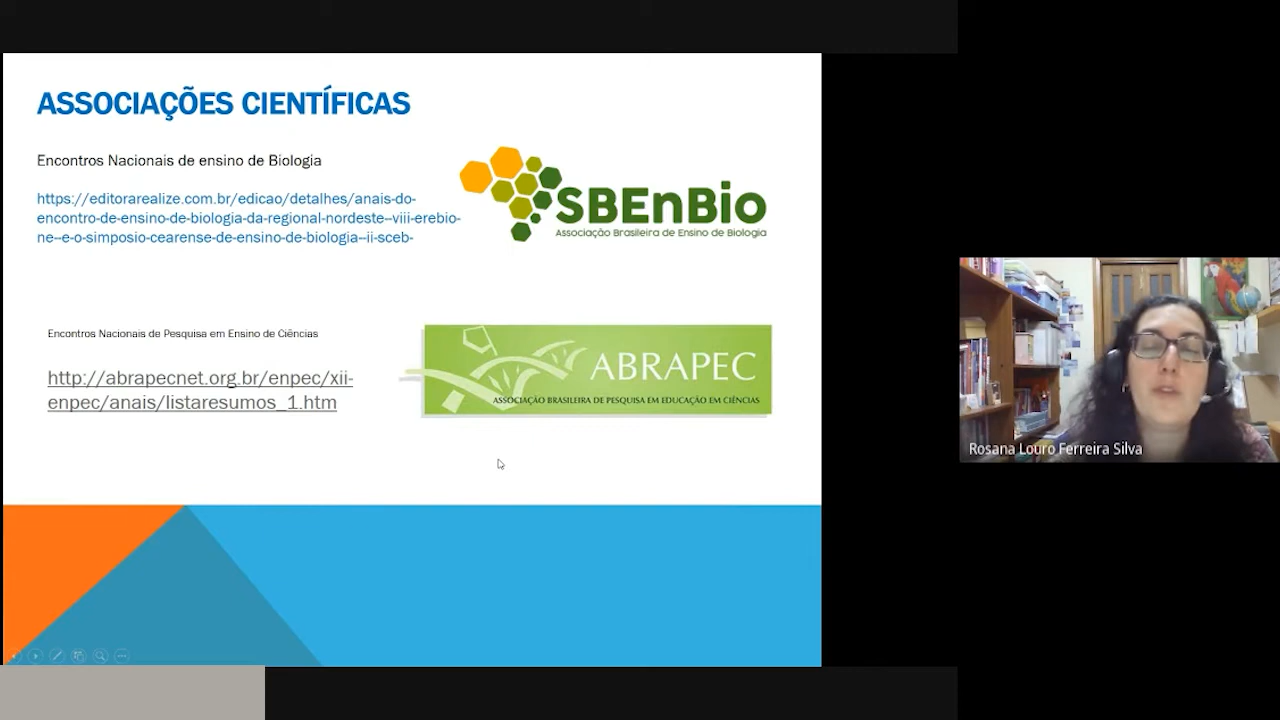 ASSOCIAÇÕES CIENTÍFICAS
Encontros Nacionais de ensino de Biologia
https://editorarealize.com.br/edicao/detalhes/anais-do-
encontro-de-ensino-de-biologia-da-regional-nordeste--viii-erebio-
ne--e-o-simposio-cearense-de-ensino-de-biologia--ii-sceb-
SBEnBio
Associação Brasileira de Ensino de Biologia
Encontros Nacionais de Pesquisa em Ensino de Ciências
http://abrapecnet.org.br/enpec/xii-
enpec/anais/listaresumos_1.htm
ABRAPEC
ASSOCIAÇÃO BRASILEIRA DE PESQUISA EM EDUCAÇÃO EM CIÊNCIAS
Rosana Louro Ferreira Silva